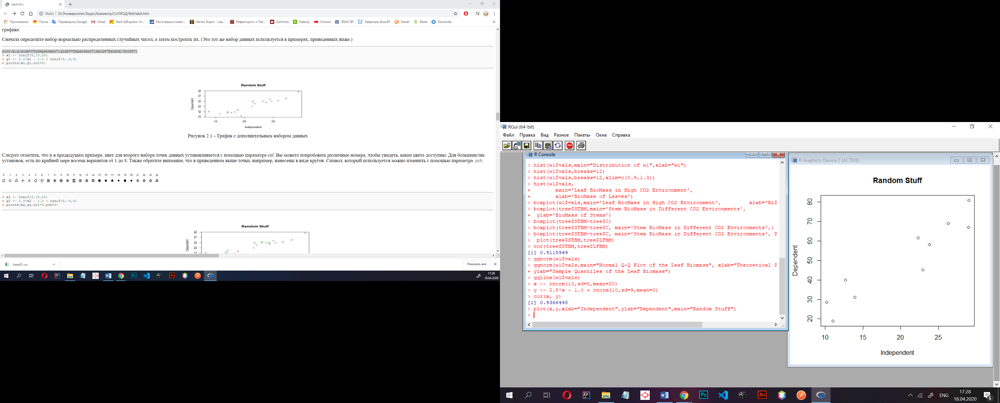 lab6.htm
Файл | D:/Университет/3курс/6семестр/СиТИОД/lb6/lab6.htm
Приложения Почта Переводчик Google Gmail Мой AliExpress: Уп... Регистрация новог... Лапин Борис - ска... Рефакторинг и Пат... GoHome Hata.by Sindom REALT.BY Квартира-Дом.BY Slanet Resta Domovita »
графике.
Сначала определите набор нормально распределенных случайных чисел, а затем построить их. (Это тот же набор данных используется в примерах, приведенных ниже.)
plot(x,y,xlab="Independent",ylab="Dependent",main="Random Stuff")
> x1 <- runif(8,15,25)
> y1 <- 2.5*x1 - 1.0 + runif(8,-6,6)
> points(x1,y1,col=2)
Random Stuff
Dependent
80
70
60
50
40
30
15 20 25
Independent
Рисунок 2.1 – График с дополнительным набором данных
Следует отметить, что и в предыдущем примере, цвет для второго набора точек данных устанавливается с помощью параметра col. Вы можете попробовать различные номера, чтобы увидеть, какие цвета доступны. Для большинства
установок, есть по крайней мере восемь вариантов от 1 до 8. Также обратите внимание, что в приведенном выше точки, например, нанесены в виде кругов. Символ, который используется можно изменить с помощью параметра pch.
0 1 2 3 4 5 6 7 8 9 10 11 12 13 14 15 16 17 18 19 20 21 22 23 24
> x2 <- runif(8,15,25)
> y2 <- 2.5*x2 - 1.0 + runif(8,-6,6)
> points(x2,y2,col=3,pch=2)
Random Stuff
Dependent
80
70
60
50
trees91.csv
Показать все
17:28
18.04.2020
RGui (64-bit)
Файл Правка Вид Разное Пакеты Окна Справка
STOP
R Console
> hist(w1$vals,main="Distribution of w1",xlab="w1")
> hist(w1$vals,breaks=12)
> hist(w1$vals,breaks=12,xlim=c(0.9,1.3))
> hist(w1$vals,
+ main='Leaf BioMass in High CO2 Environment',
+ xlab='BioMass of Leaves')
> boxplot(w1$vals,main='Leaf BioMass in High CO2 Environment', xlab='Bi$
> boxplot(tree$STBM,main='Stem BioMass in Different CO2 Environments',
+ ylab='BioMass of Stems')
> boxplot(tree$STBM~tree$C)
> boxplot(tree$STBM~tree$C, main='Stem BioMass in Different CO2 Environments',)
> boxplot(tree$STBM~tree$C, main='Stem BioMass in Different CO2 Environments', $
> plot(tree$STBM,tree$LFBM)
> cor(tree$STBM,tree$LFBM)
[1] 0.9115949
> qqnorm(w1$vals)
> qqnorm(w1$vals,main="Normal Q-Q Plot of the Leaf Biomass", xlab="Theoretical $
+ ylab="Sample Quantiles of the Leaf Biomass")
> qqline(w1$vals)
> x <- rnorm(10,sd=5,mean=20)
> y <- 2.5*x - 1.0 + rnorm(10,sd=9,mean=0)
> cor(x, y)
[1] 0.9366448
> plot(x,y,xlab="Independent",ylab="Dependent",main="Random Stuff")
>
R Graphics: Device 2 (ACTIVE)
Random Stuff
Dependent
80
70
60
50
40
30
20
10 15 20 25
Independent
ENG
17:28
18.04.2020
6